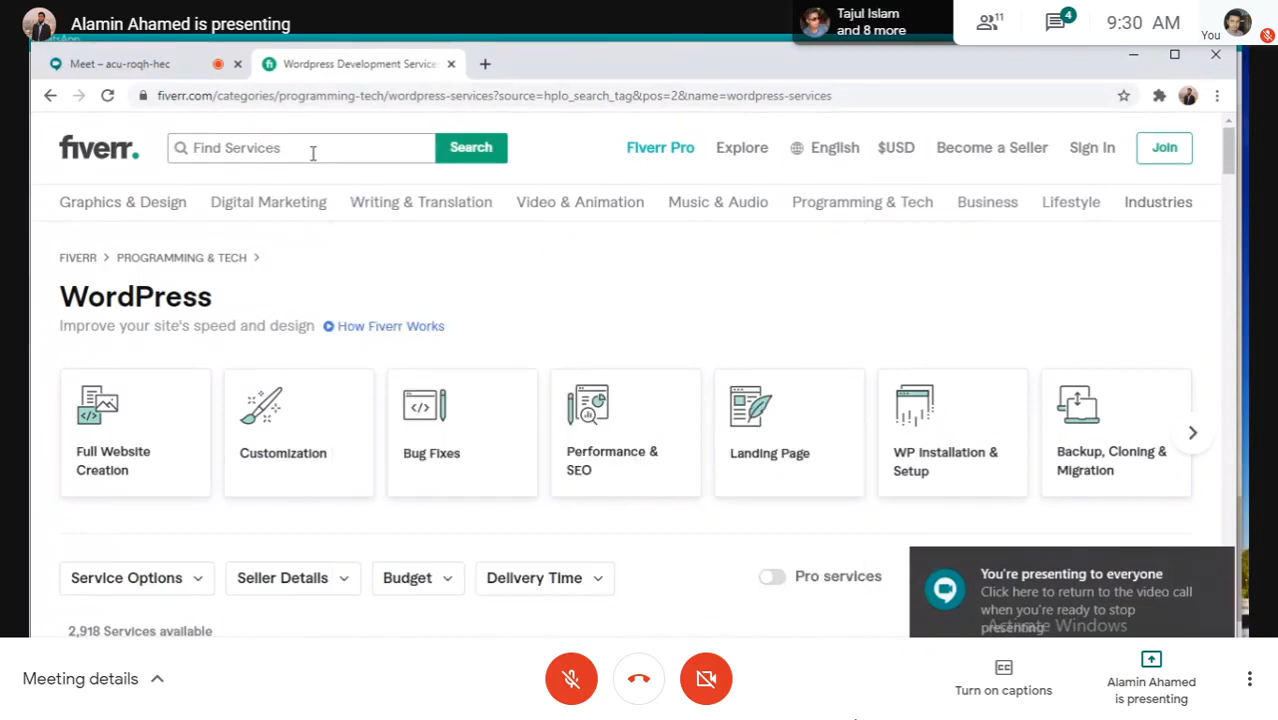 Alamin Ahamed is presenting
Tajul Islam
and 8 more
11
4
9:30 AM
You
Meet – acu-roqh-hec
Wordpress Development Service
fiverr.com/categories/programming-tech/wordpress-services?source=hplo_search_tag&pos=2&name=wordpress-services
fiverr.
Find Services
Search
Fiverr Pro
Explore
English
$USD
Become a Seller
Sign In
Join
Graphics & Design
Digital Marketing
Writing & Translation
Video & Animation
Music & Audio
Programming & Tech
Business
Lifestyle
Industries
FIVERR > PROGRAMMING & TECH >
WordPress
Improve your site's speed and design
How Fiverr Works
Full Website
Creation
Customization
Bug Fixes
Performance &
SEO
Landing Page
WP Installation &
Setup
Backup, Cloning &
Migration
Service Options
Seller Details
Budget
Delivery Time
Pro services
2,918 Services available
You're presenting to everyone
Click here to return to the video call
when you're ready to stop
presenting
Activate Windows
Meeting details
Turn on captions
Alamin Ahamed
is presenting